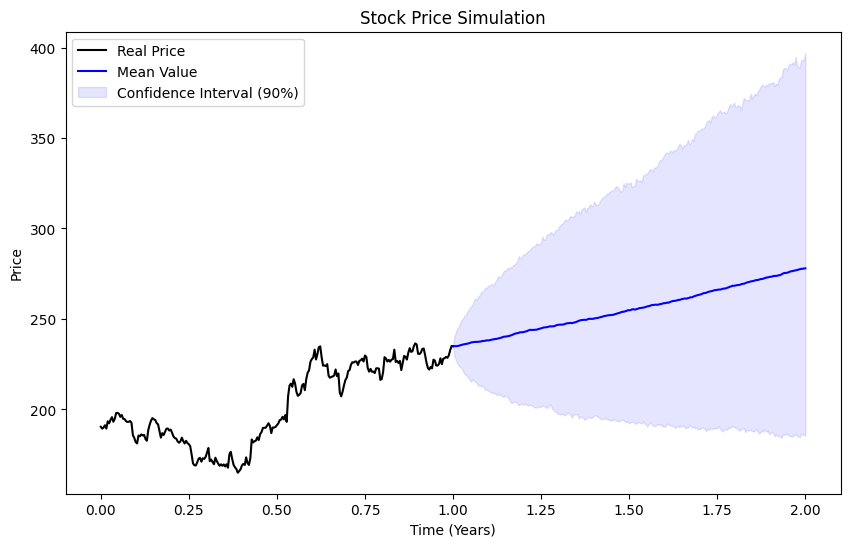 Stock Price Simulation
Real Price
Mean Value
Confidence Interval (90%)
400
350
300
250
200
Price
0.00 0.25 0.50 0.75 1.00 1.25 1.50 1.75 2.00
Time (Years)